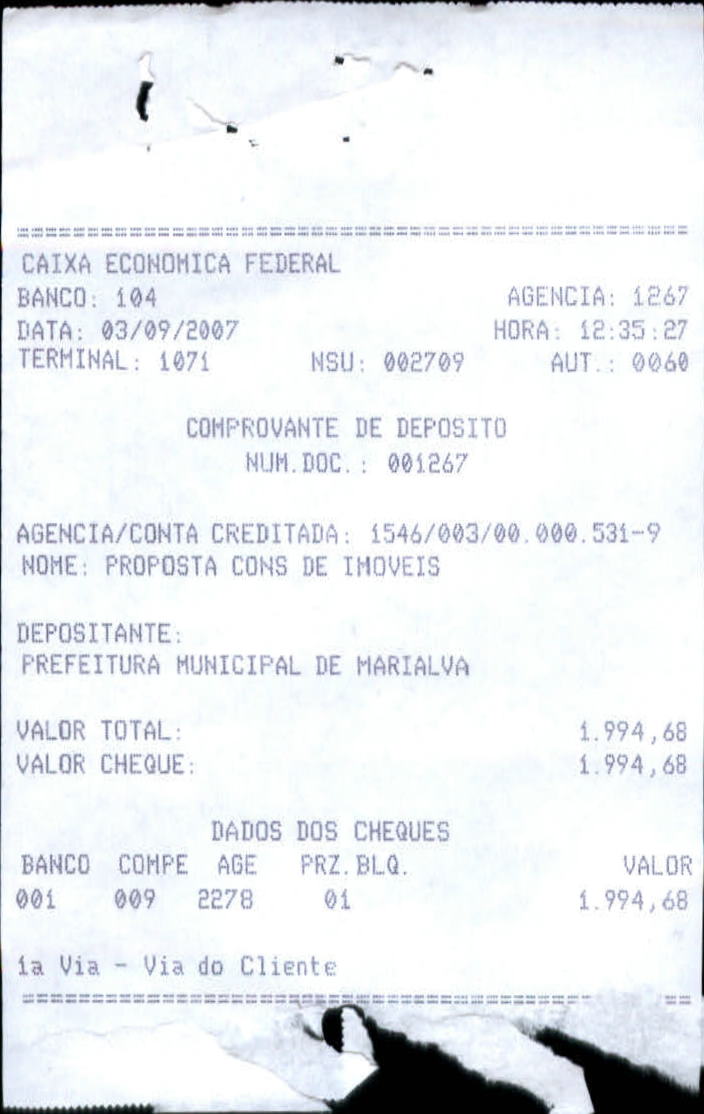 CAIXA ECONOMICA FEDERAL
BANCO: 104 AGENCIA: 1267
DATA: 03/09/2007 HORA: 12:35:27
TERMINAL: 1071 NSU: 002709 AUT.: 0060
COMPROVANTE DE DEPOSITO
NUM.DOC.: 001267
AGENCIA/CONTA CREDITADA: 1546/003/00.000.531-9
NOME: PROPOSTA CONS DE IMOVEIS
DEPOSITANTE:
PREFEITURA MUNICIPAL DE MARIALVA
VALOR TOTAL: 1.994,68
VALOR CHEQUE: 1.994,68
DADOS DOS CHEQUES
BANCO COMPE AGE PRZ.BLQ. VALOR
001 009 2278 01 1.994,68
1a Via - Via do Cliente